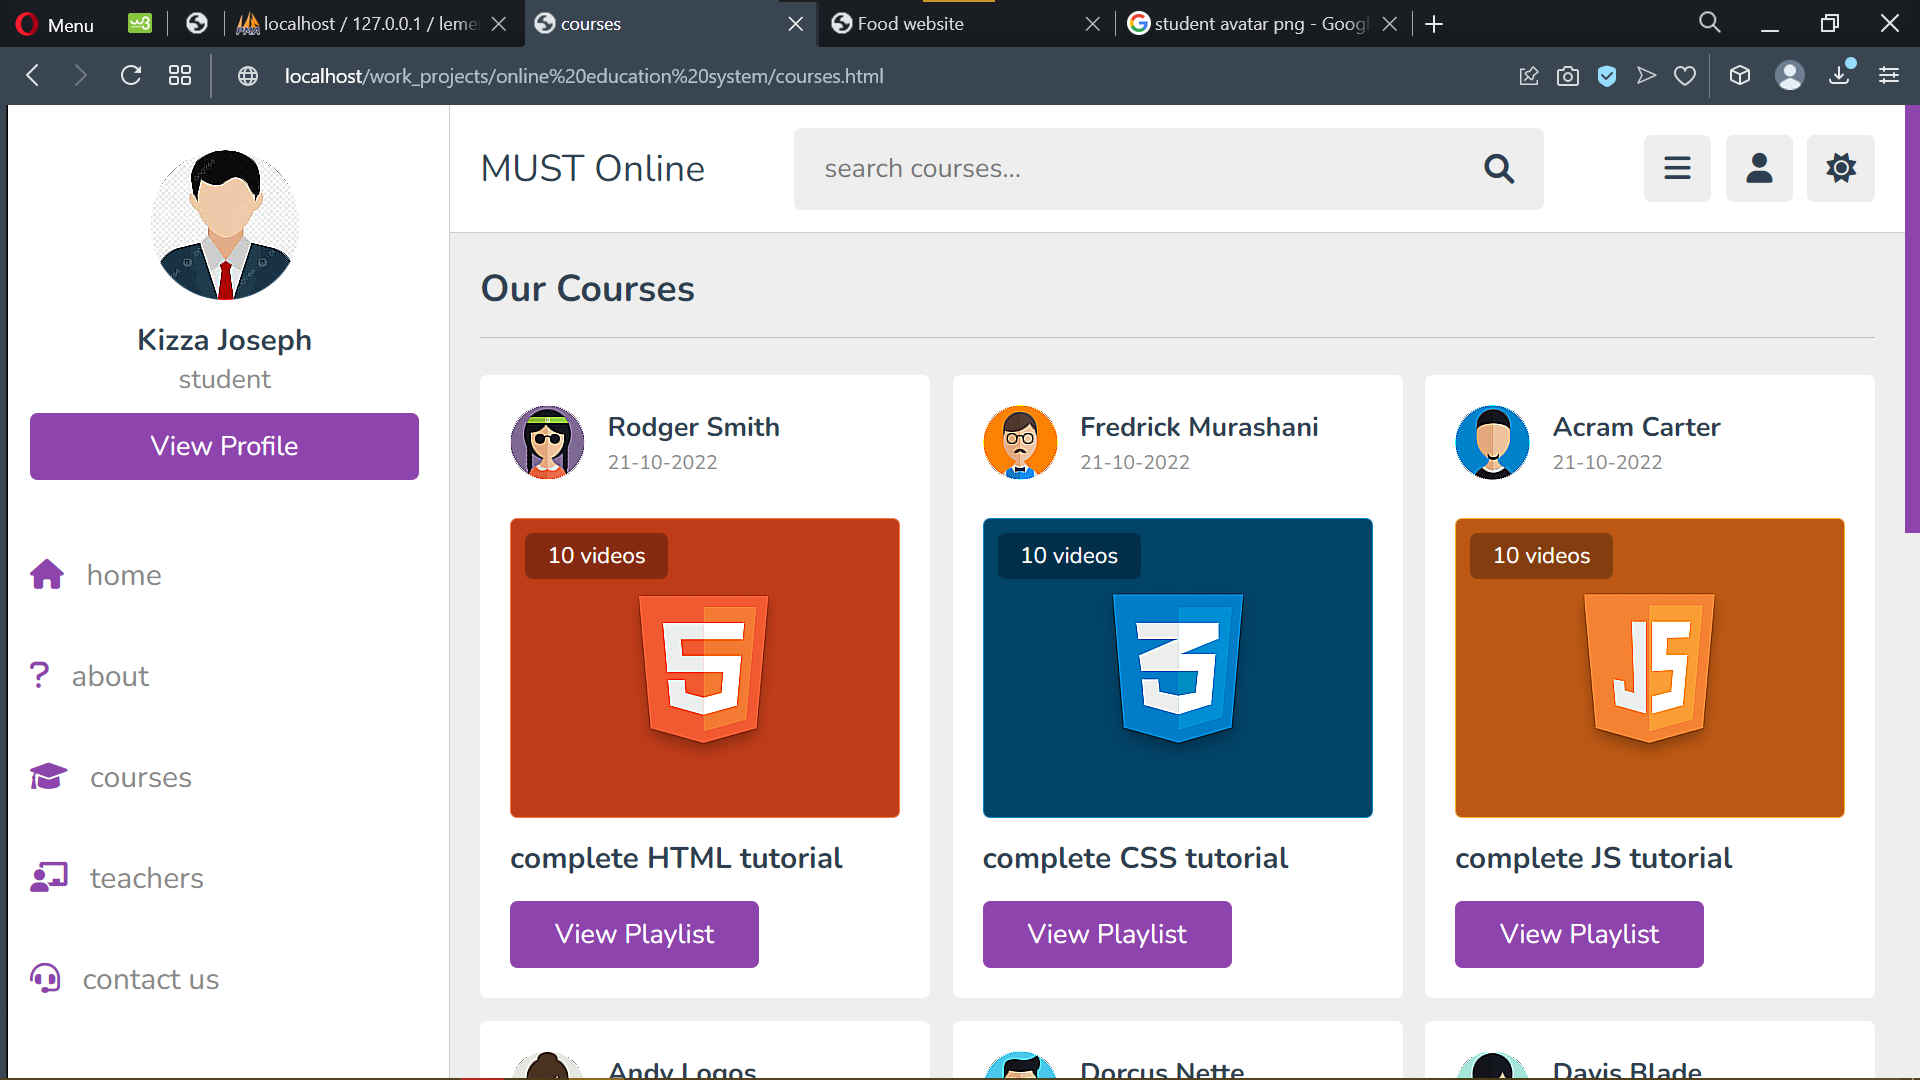 Menu
localhost / 127.0.0.1 / leme
courses
Food website
student avatar png - Googl
localhost/work_projects/online%20education%20system/courses.html
MUST Online
search courses...
Kizza Joseph
student
View Profile
home
about
courses
teachers
contact us
Our Courses
Rodger Smith
21-10-2022
10 videos
complete HTML tutorial
View Playlist
Fredrick Murashani
21-10-2022
10 videos
complete CSS tutorial
View Playlist
Acram Carter
21-10-2022
10 videos
JS
complete JS tutorial
View Playlist
Andy Logos
Dorcus Nette
Davis Blade